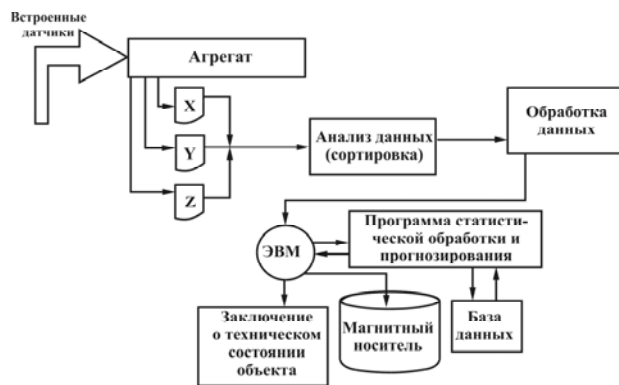 Встроенные
датчики
Агрегат
X
Y
Z
Анализ данных
(сортировка)
Обработка
данных
ЭВМ
Программа статисти-
ческой обработки и
прогнозирования
Заключение
о техническом
состоянии
объекта
Магнитный
носитель
База
данных